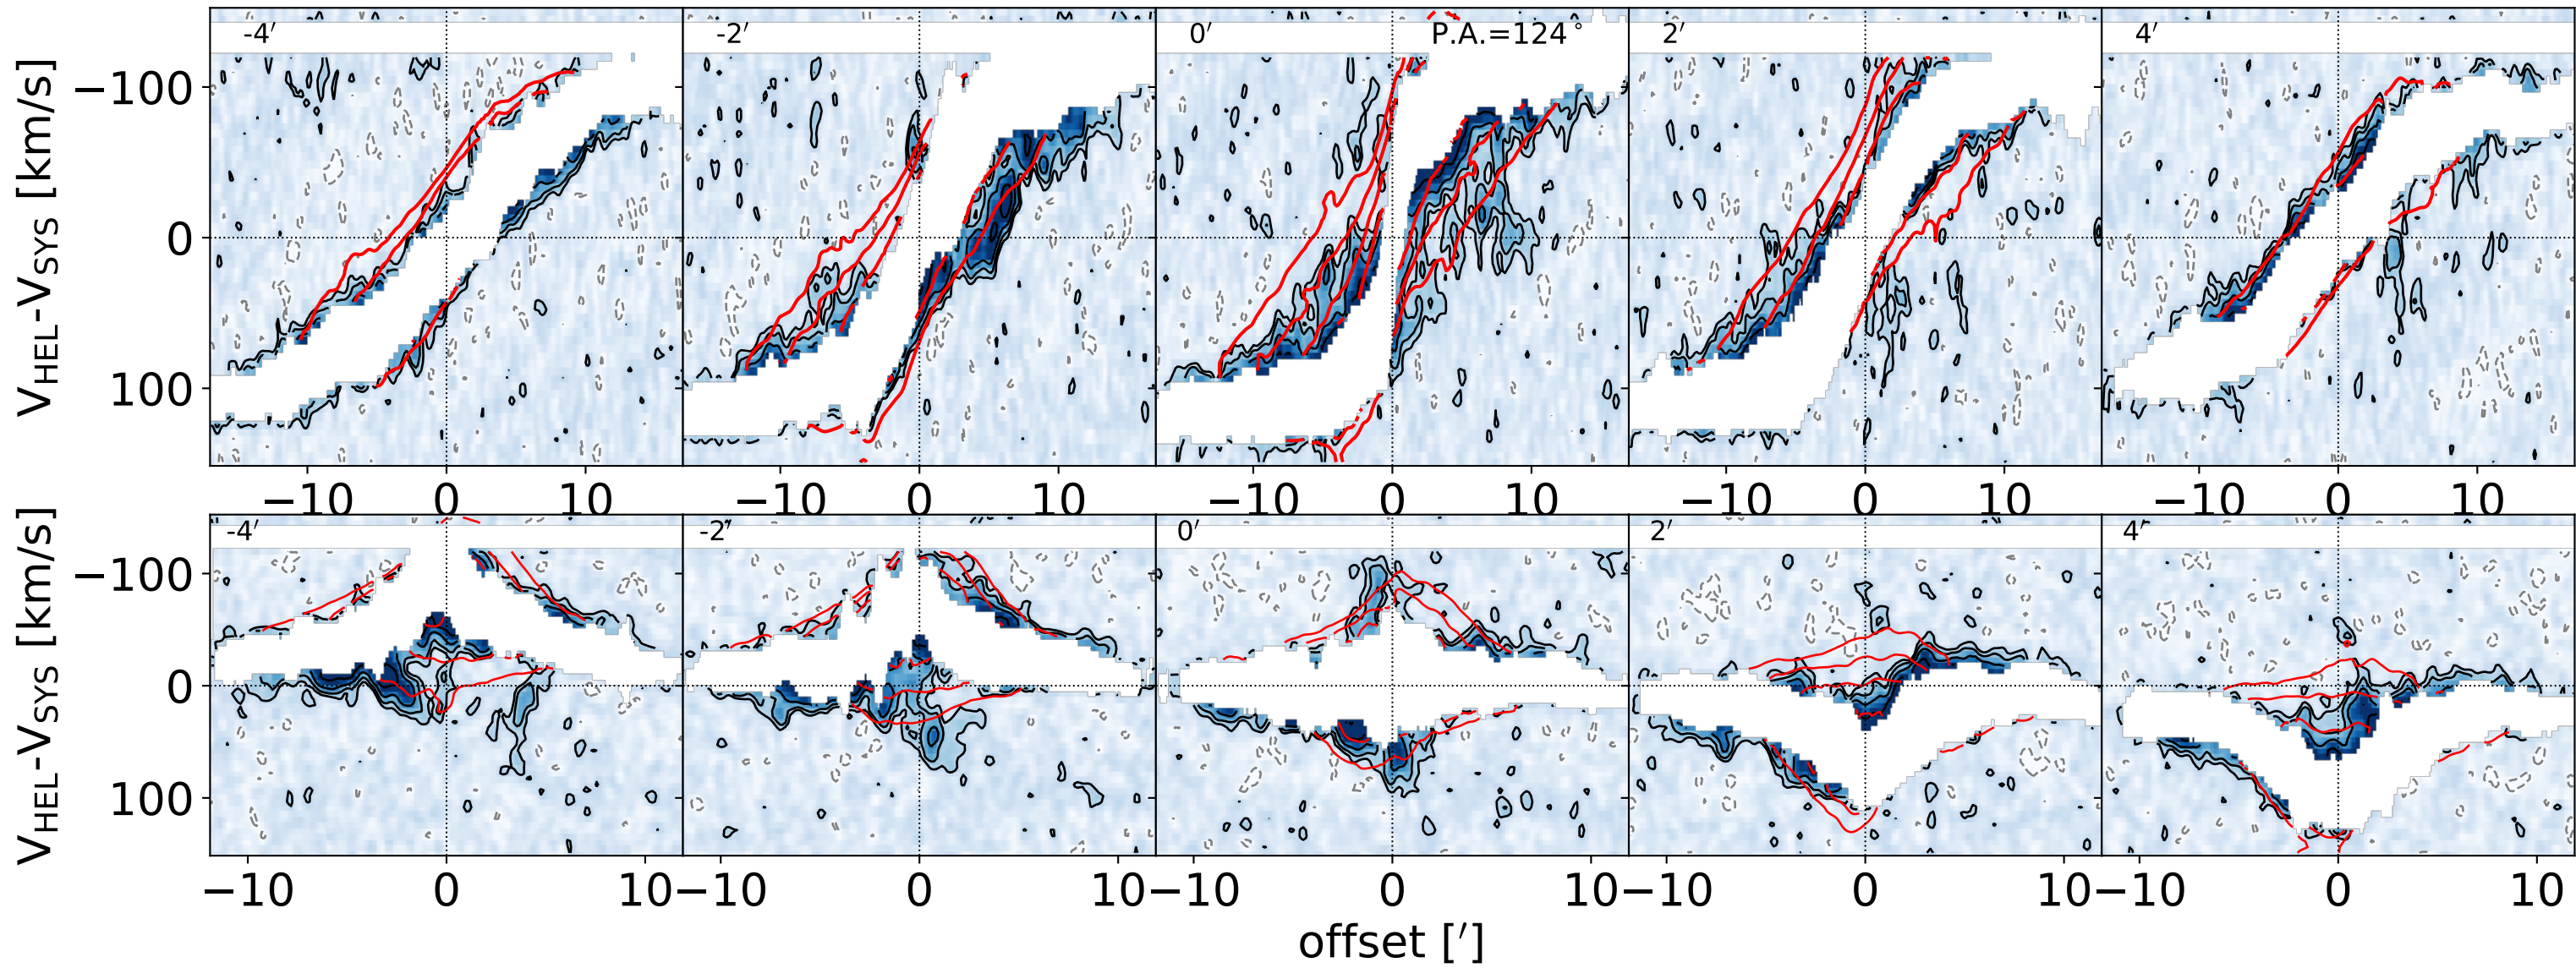 -4′ -2′ 0′ P.A.=124° 2′ 4′
V_HEL-V_SYS [km/s]
−100
0
100
−10 0 10 −10 0 10 −10 0 10 −10 0 10 −10 0 10
-4′ -2′ 0′ 2′ 4′
V_HEL-V_SYS [km/s]
−100
0
100
−10 0 10 −10 0 10 −10 0 10 −10 0 10 −10 0 10
offset [′]